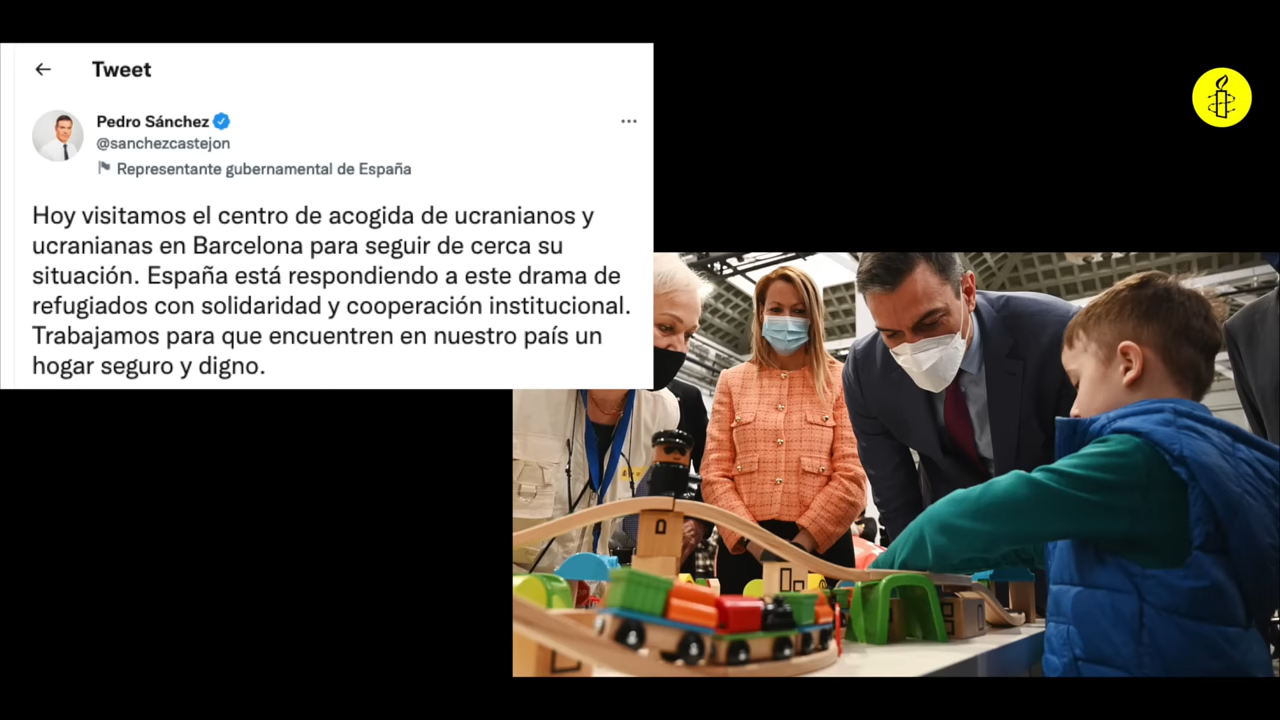 Tweet
Pedro Sánchez
@sanchezcastejon
Representante gubernamental de España
Hoy visitamos el centro de acogida de ucranianos y
ucranianas en Barcelona para seguir de cerca su
situación. España está respondiendo a este drama de
refugiados con solidaridad y cooperación institucional.
Trabajamos para que encuentren en nuestro país un
hogar seguro y digno.